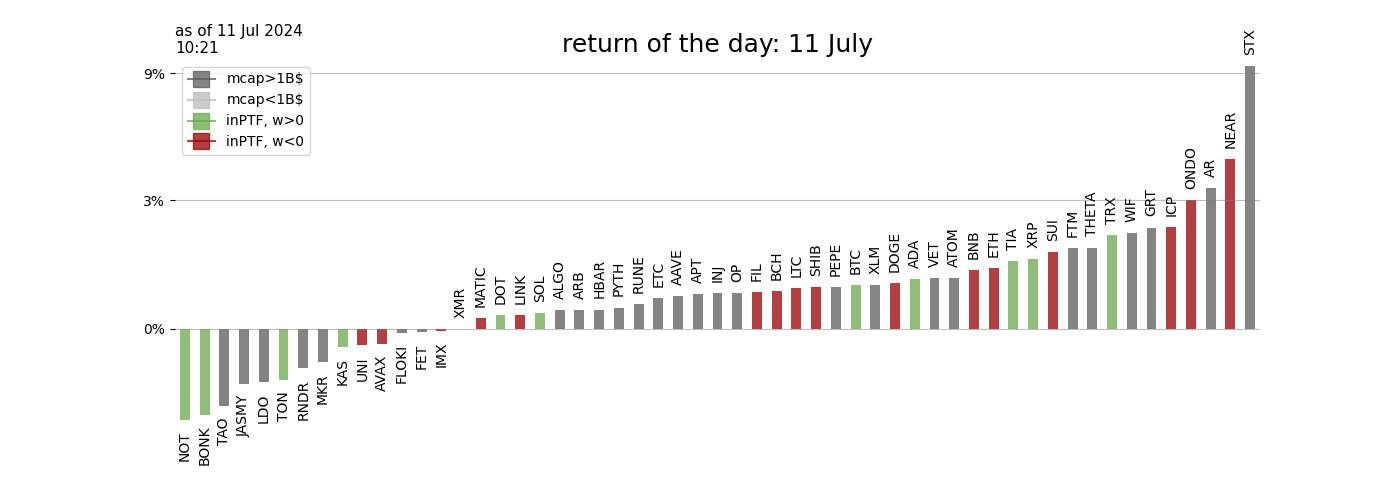 as of 11 Jul 2024
10:21
return of the day: 11 July
9%
3%
0%
mcap>1B$
mcap<1B$
inPTF, w>0
inPTF, w<0
NOT
BONK
TAO
JASMY
LDO
TON
RNDR
MKR
KAS
UNI
AVAX
FLOKI
FET
IMX
XMR
MATIC
DOT
LINK
SOL
ALGO
ARB
HBAR
PYTH
RUNE
ETC
AAVE
APT
INJ
OP
FIL
BCH
LTC
SHIB
PEPE
BTC
XLM
DOGE
ADA
VET
ATOM
BNB
ETH
TIA
XRP
SUI
FTM
THETA
TRX
WIF
GRT
ICP
ONDO
AR
NEAR
STX